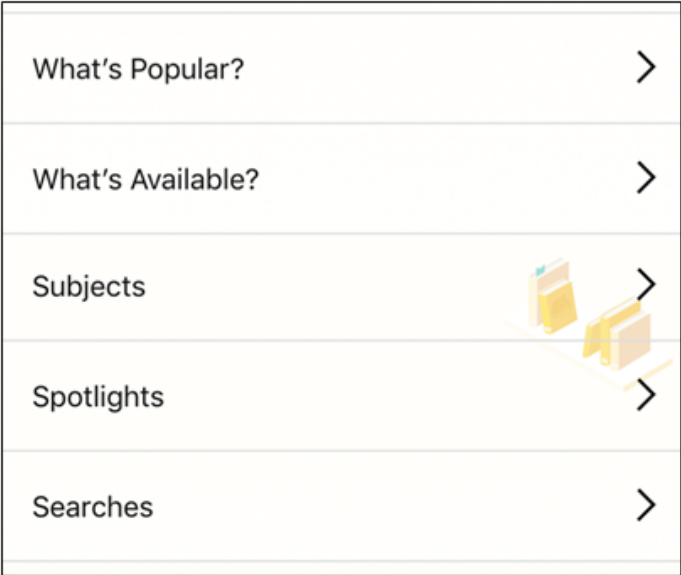 What's Popular?
What's Available?
Subjects
Spotlights
Searches